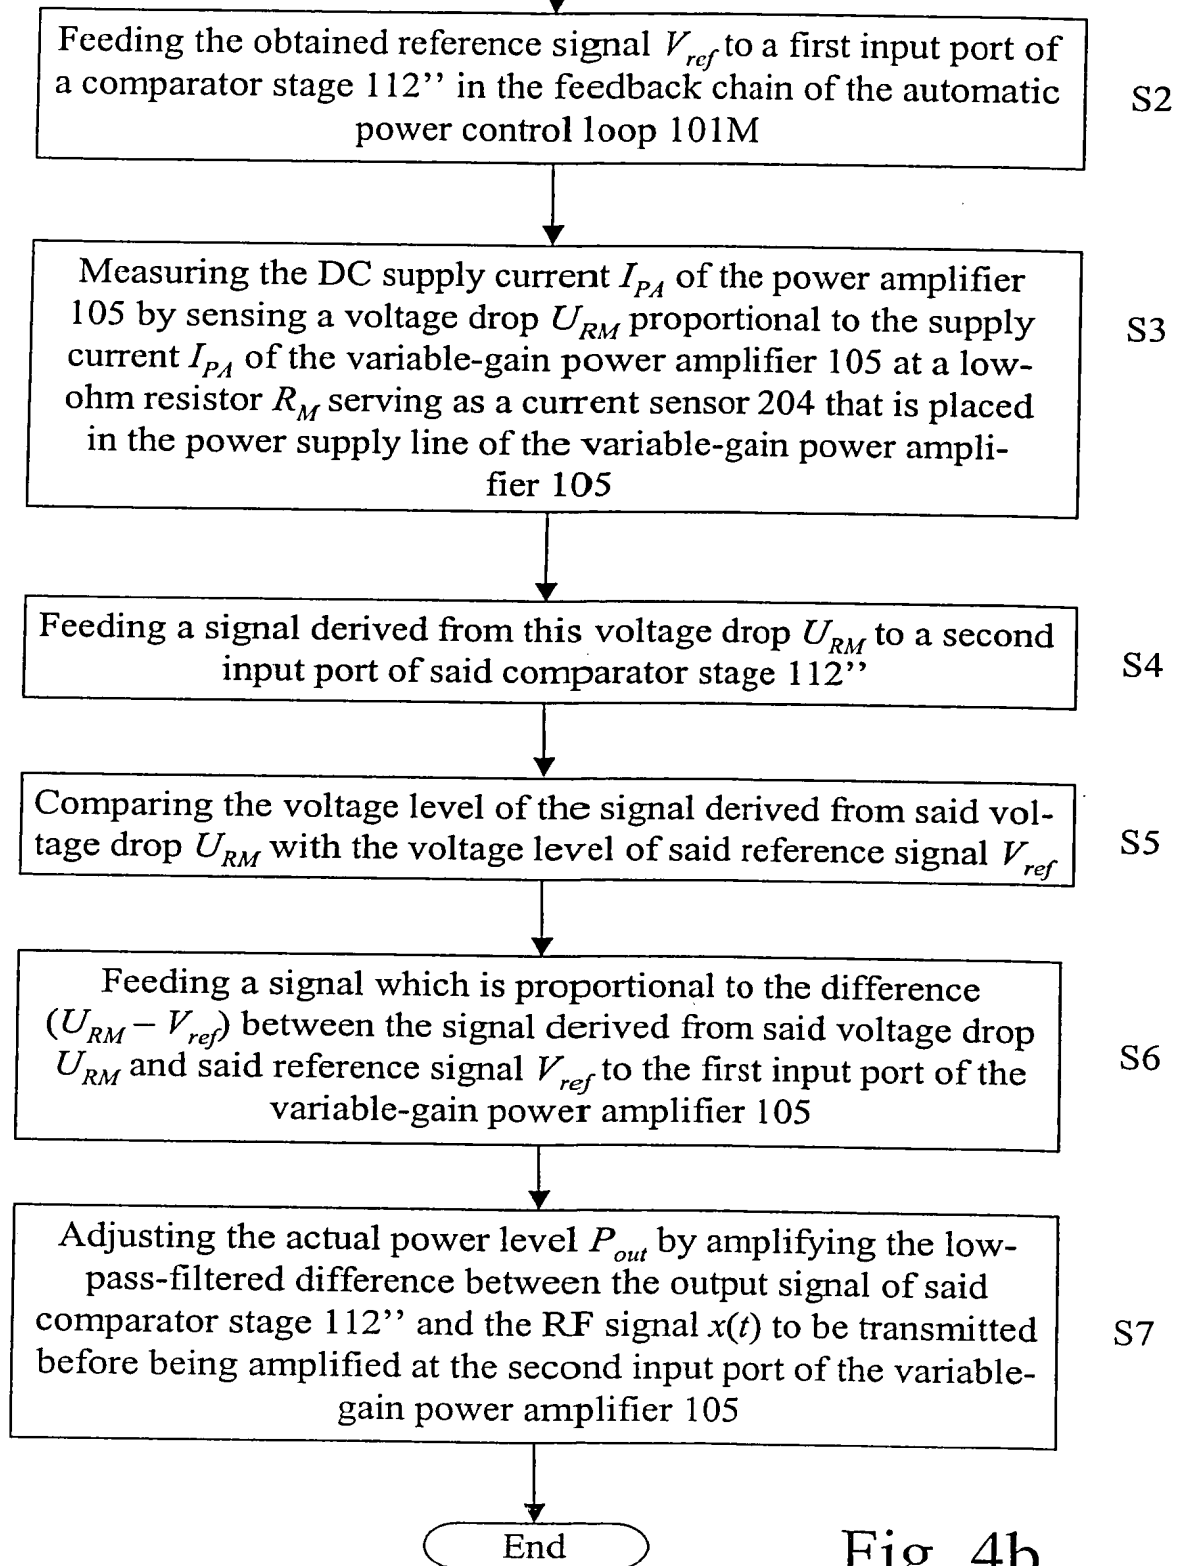 Feeding the obtained reference signal V_ref to a first input port of
a comparator stage 112’’ in the feedback chain of the automatic
power control loop 101M
S2
Measuring the DC supply current I_PA of the power amplifier
105 by sensing a voltage drop U_RM proportional to the supply
current I_PA of the variable-gain power amplifier 105 at a low-
ohm resistor R_M serving as a current sensor 204 that is placed
in the power supply line of the variable-gain power ampli-
fier 105
S3
Feeding a signal derived from this voltage drop U_RM to a second
input port of said comparator stage 112’’
S4
Comparing the voltage level of the signal derived from said vol-
tage drop U_RM with the voltage level of said reference signal V_ref
S5
Feeding a signal which is proportional to the difference
(U_RM – V_ref) between the signal derived from said voltage drop
U_RM and said reference signal V_ref to the first input port of the
variable-gain power amplifier 105
S6
Adjusting the actual power level P_out by amplifying the low-
pass-filtered difference between the output signal of said
comparator stage 112’’ and the RF signal x(t) to be transmitted
before being amplified at the second input port of the variable-
gain power amplifier 105
S7
End
Fig. 4b